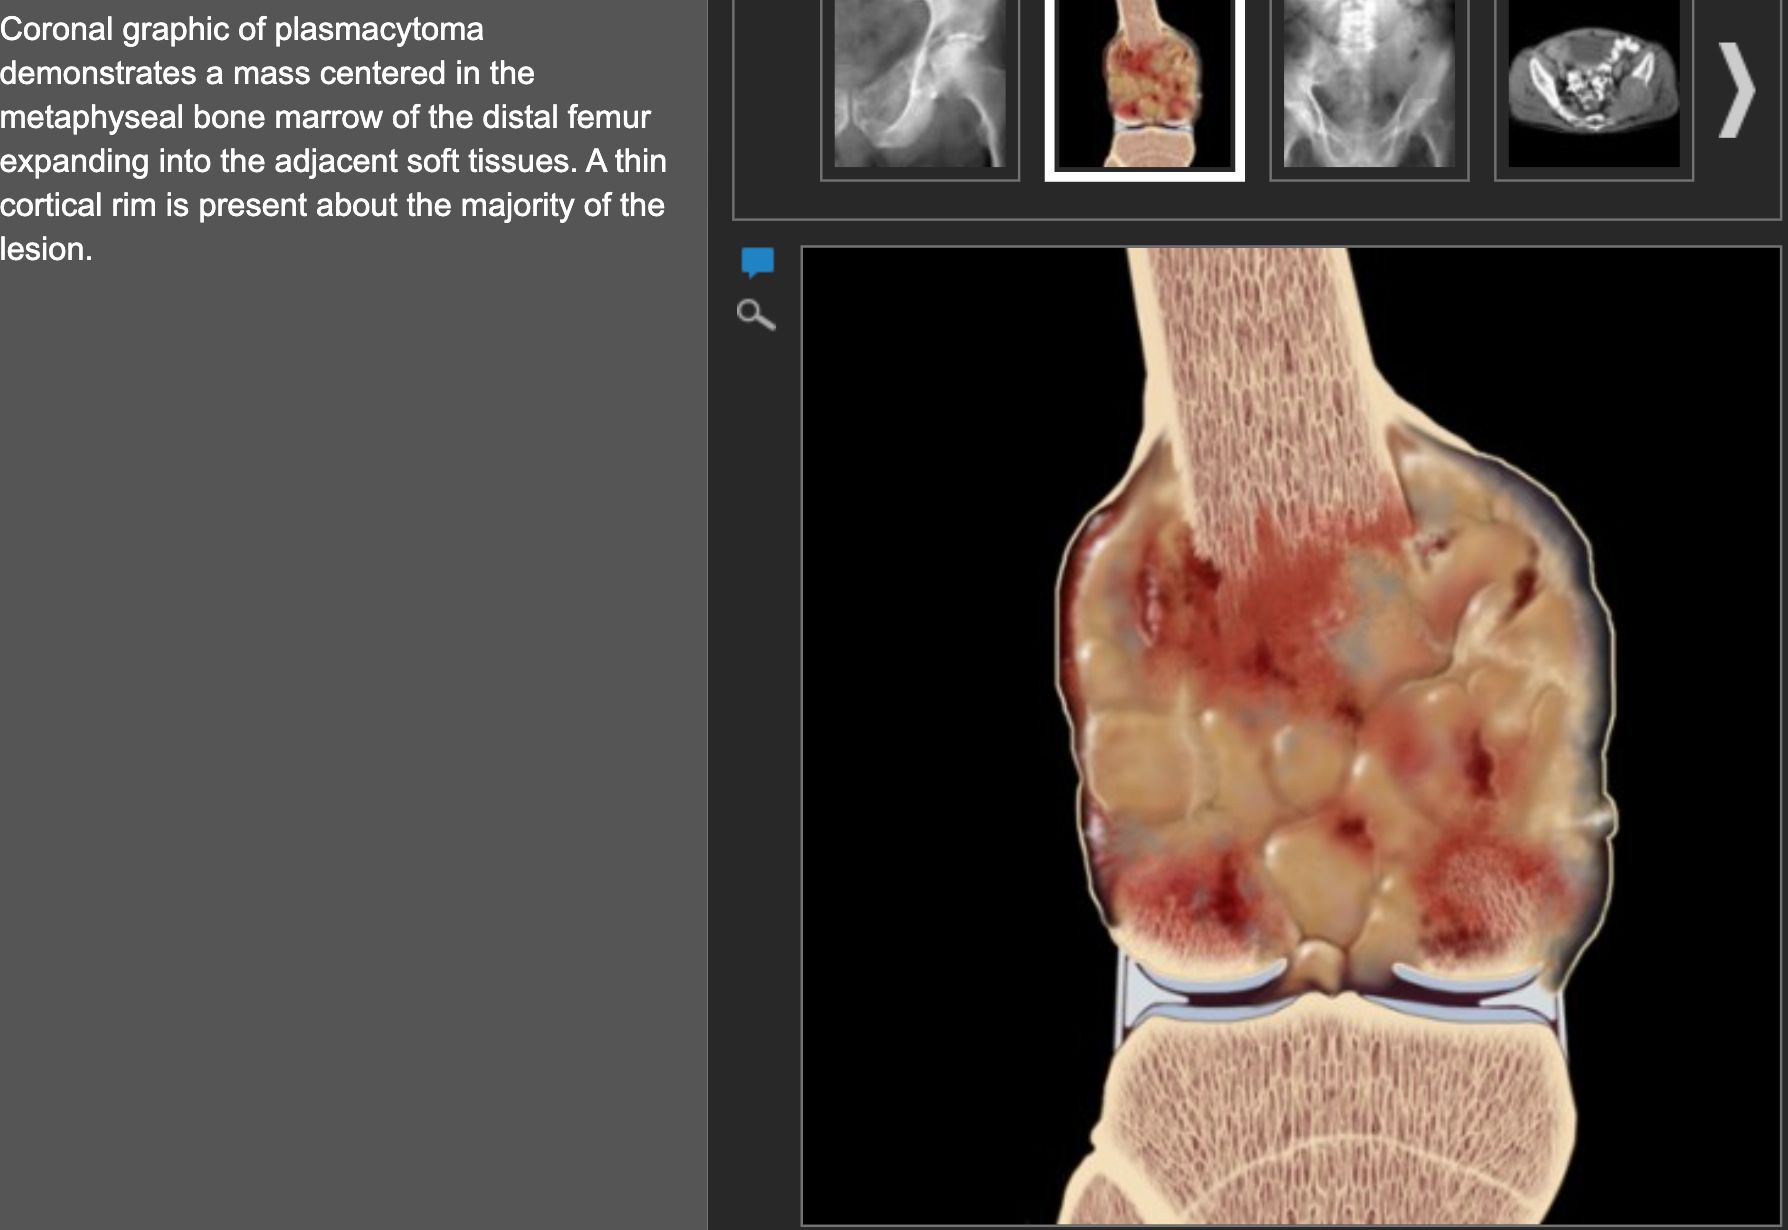 Coronal graphic of plasmacytoma
demonstrates a mass centered in the
metaphyseal bone marrow of the distal femur
expanding into the adjacent soft tissues. A thin
cortical rim is present about the majority of the
lesion.